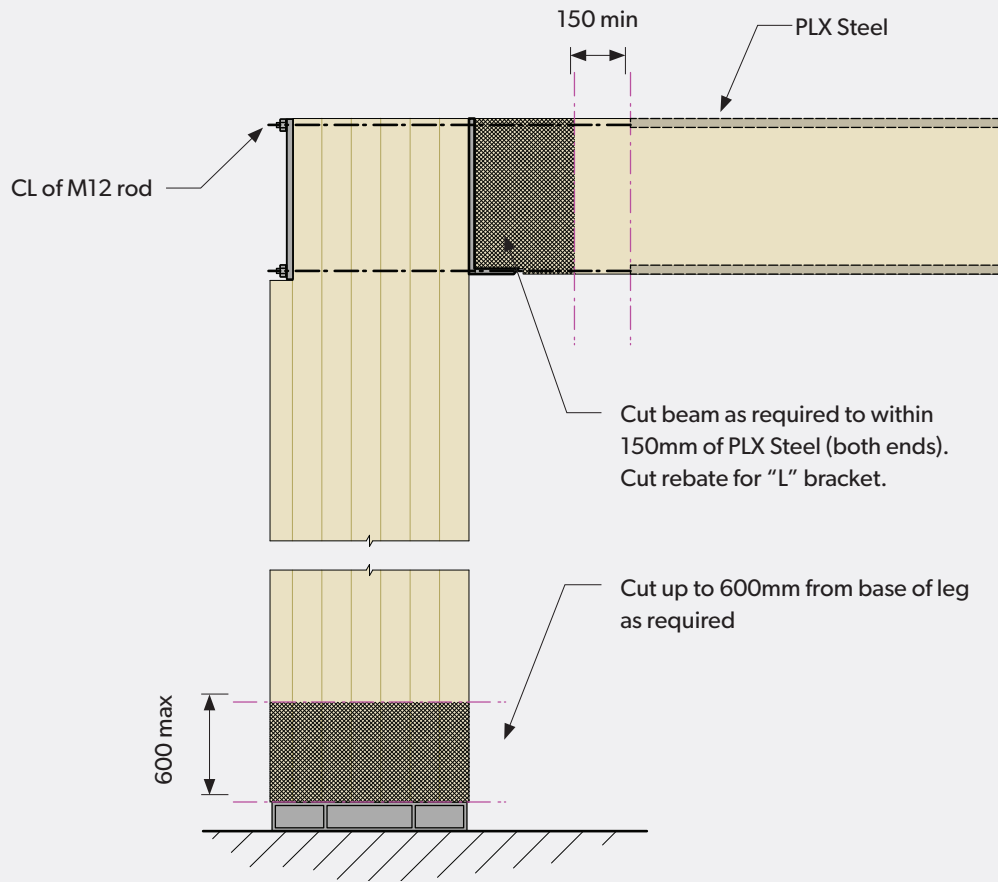 150 min
PLX Steel
CL of M12 rod
Cut beam as required to within
150mm of PLX Steel (both ends).
Cut rebate for “L” bracket.
Cut up to 600mm from base of leg
as required
600 max